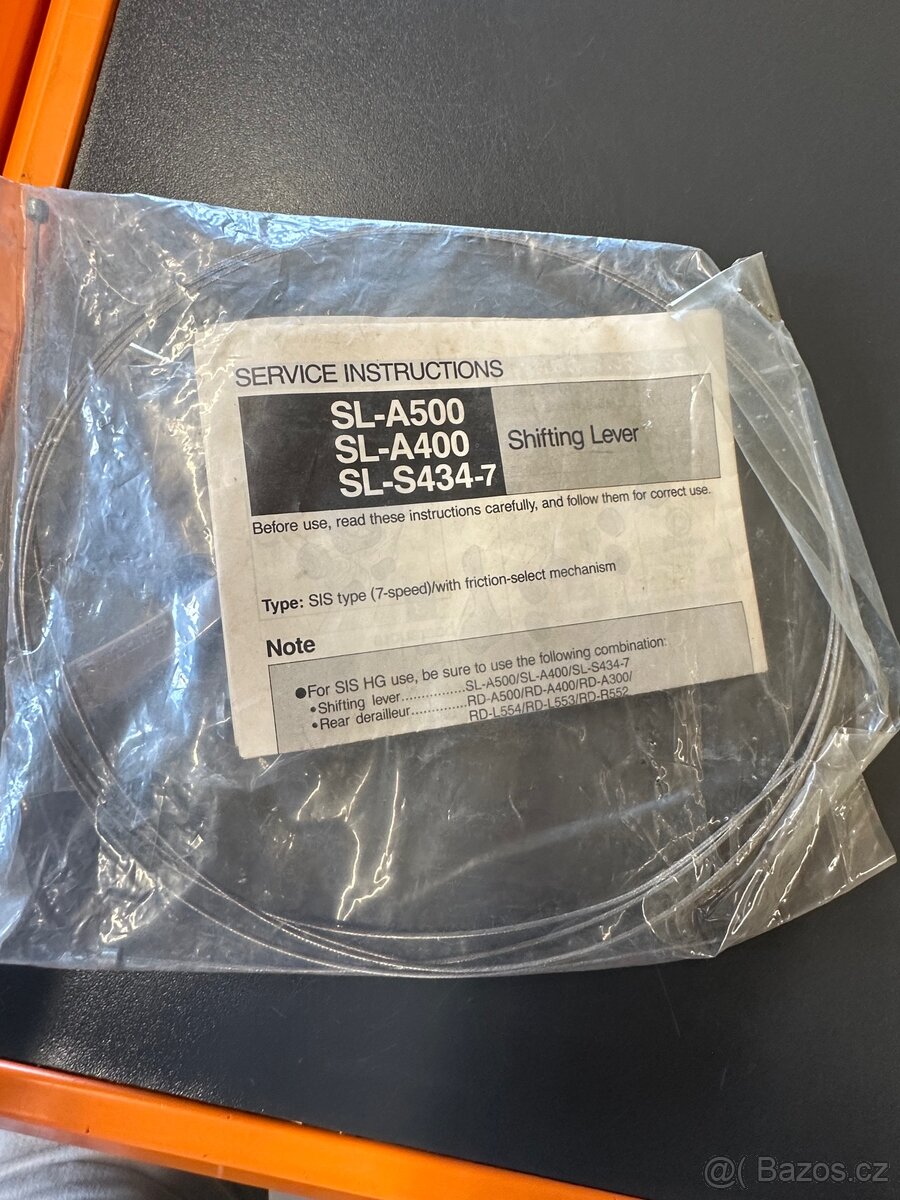 SERVICE INSTRUCTIONS
SL-A500
SL-A400
SL-S434-7
Shifting Lever
Before use, read these instructions carefully, and follow them for correct use.
Type: SIS type (7-speed)/with friction-select mechanism
Note
●For SIS HG use, be sure to use the following combination:
•Shifting lever...............SL-A500/SL-A400/SL-S434-7
•Rear derailleur.............RD-A500/RD-A400/RD-A300/
RD-L554/RD-L553/RD-R552
@( Bazos.cz